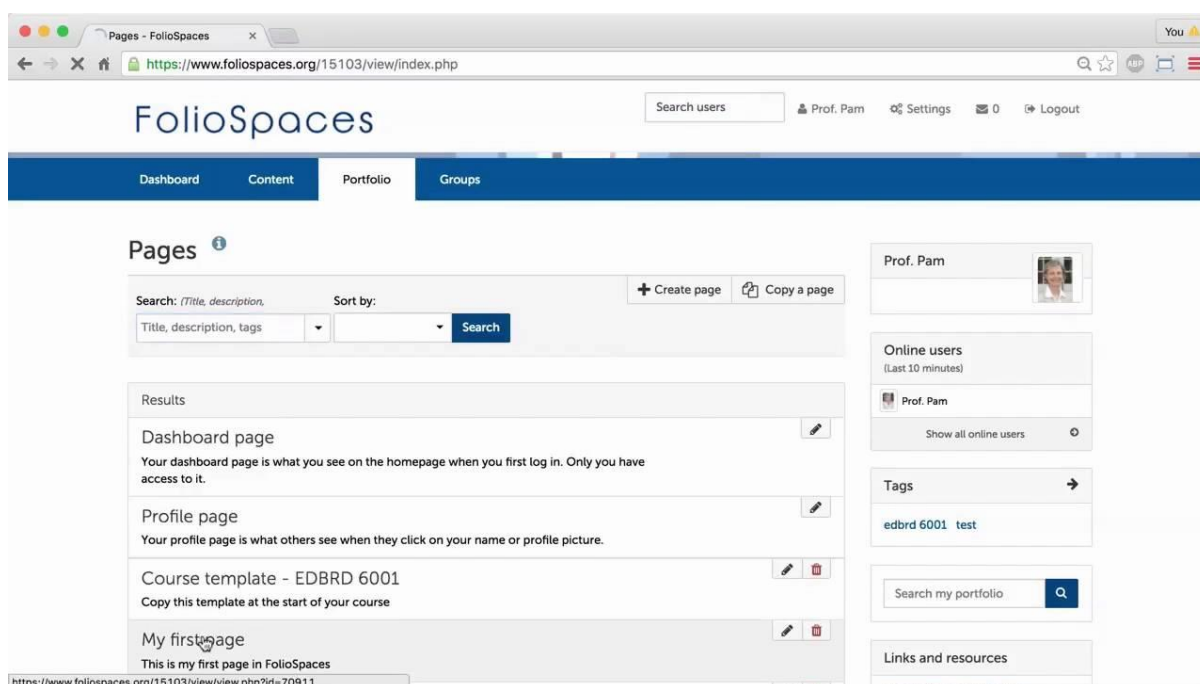 Pages - FolioSpaces
You
https://www.foliospaces.org/15103/view/index.php
ABP
FolioSpaces
Search users
Prof. Pam
Settings
0
Logout
Dashboard
Content
Portfolio
Groups
Pages
Create page
Copy a page
Search: (Title, description,
Sort by:
Title, description, tags
Search
Results
Dashboard page
Your dashboard page is what you see on the homepage when you first log in. Only you have
access to it.
Profile page
Your profile page is what others see when they click on your name or profile picture.
Course template - EDBRD 6001
Copy this template at the start of your course
My first page
This is my first page in FolioSpaces
Prof. Pam
Online users
(Last 10 minutes)
Prof. Pam
Show all online users
Tags
edbrd 6001 test
Search my portfolio
Links and resources
https://www.foliospaces.org/15103/view/view.php?id=70911